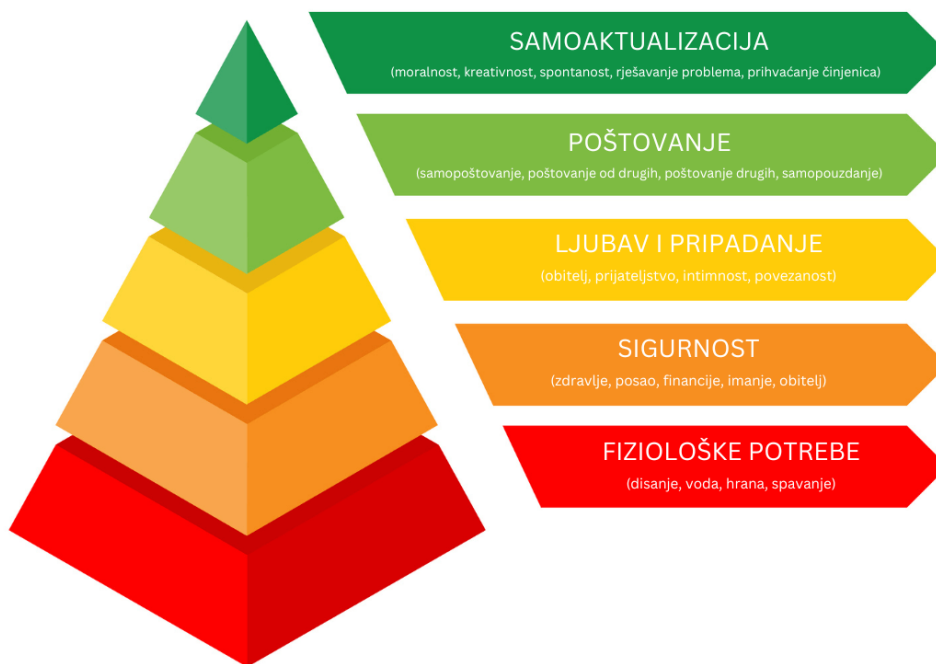 SAMOAKTUALIZACIJA
(moralnost, kreativnost, spontanost, rješavanje problema, prihvaćanje činjenica)
POŠTOVANJE
(samopoštovanje, poštovanje od drugih, poštovanje drugih, samopouzdanje)
LJUBAV I PRIPADANJE
(obitelj, prijateljstvo, intimnost, povezanost)
SIGURNOST
(zdravlje, posao, financije, imanje, obitelj)
FIZIOLOŠKE POTREBE
(disanje, voda, hrana, spavanje)